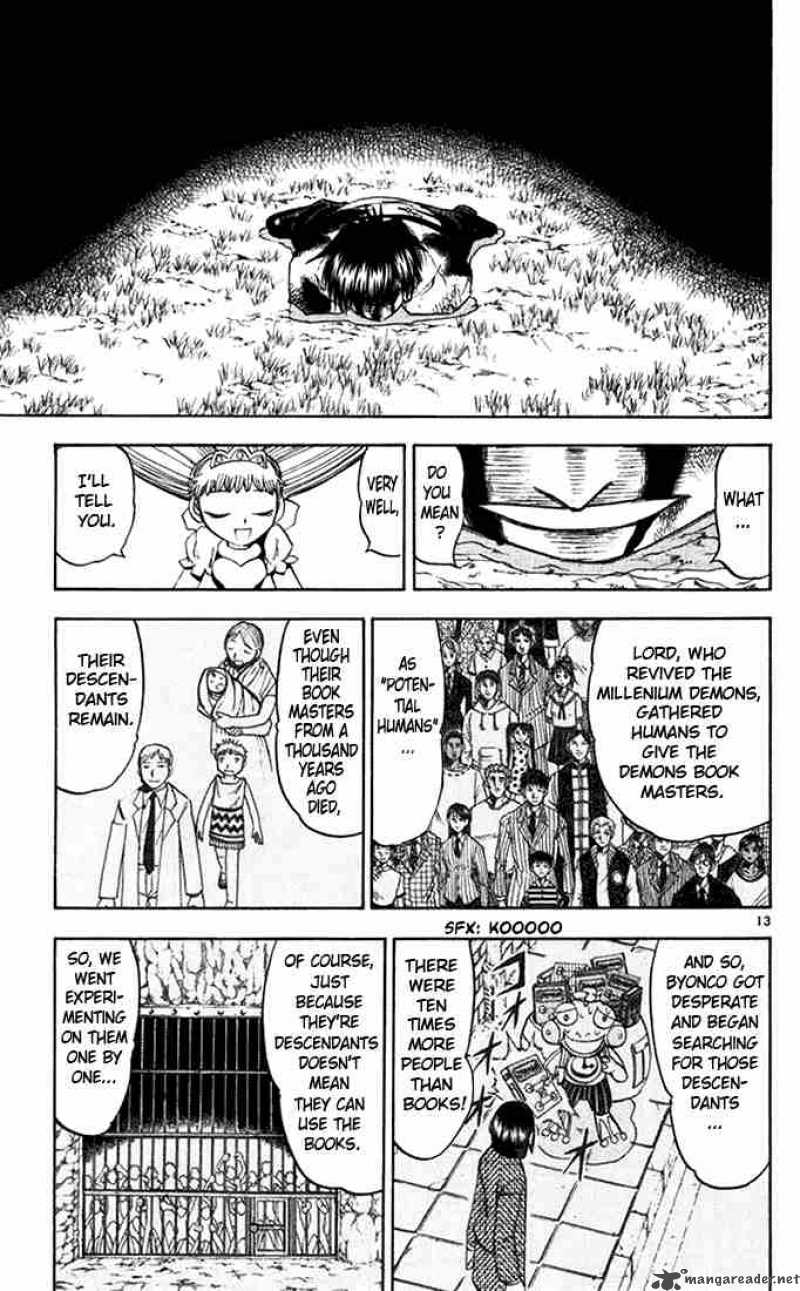 WHAT
...
DO
YOU
MEAN
?
VERY
WELL,
I'LL
TELL
YOU.
LORD, WHO
REVIVED THE
MILLENIUM DEMONS,
GATHERED
HUMANS TO
GIVE THE
DEMONS BOOK
MASTERS.
AS
"POTEN-
TIAL
HUMANS"
...
EVEN
THOUGH
THEIR
BOOK
MASTERS
FROM A
THOUSAND
YEARS
AGO
DIED,
THEIR
DESCEN-
DANTS
REMAIN.
13
SFX: KOOOOO
AND SO,
BYONCO GOT
DESPERATE
AND BEGAN
SEARCHING
FOR THOSE
DESCEN-
DANTS
...
THERE
WERE
TEN
TIMES
MORE
PEOPLE
THAN
BOOKS!
OF COURSE,
JUST
BECAUSE
THEY'RE
DESCENDANTS
DOESN'T
MEAN
THEY CAN
USE THE
BOOKS.
SO, WE
WENT
EXPERI-
MENTING
ON THEM
ONE BY
ONE...
mangareader.net